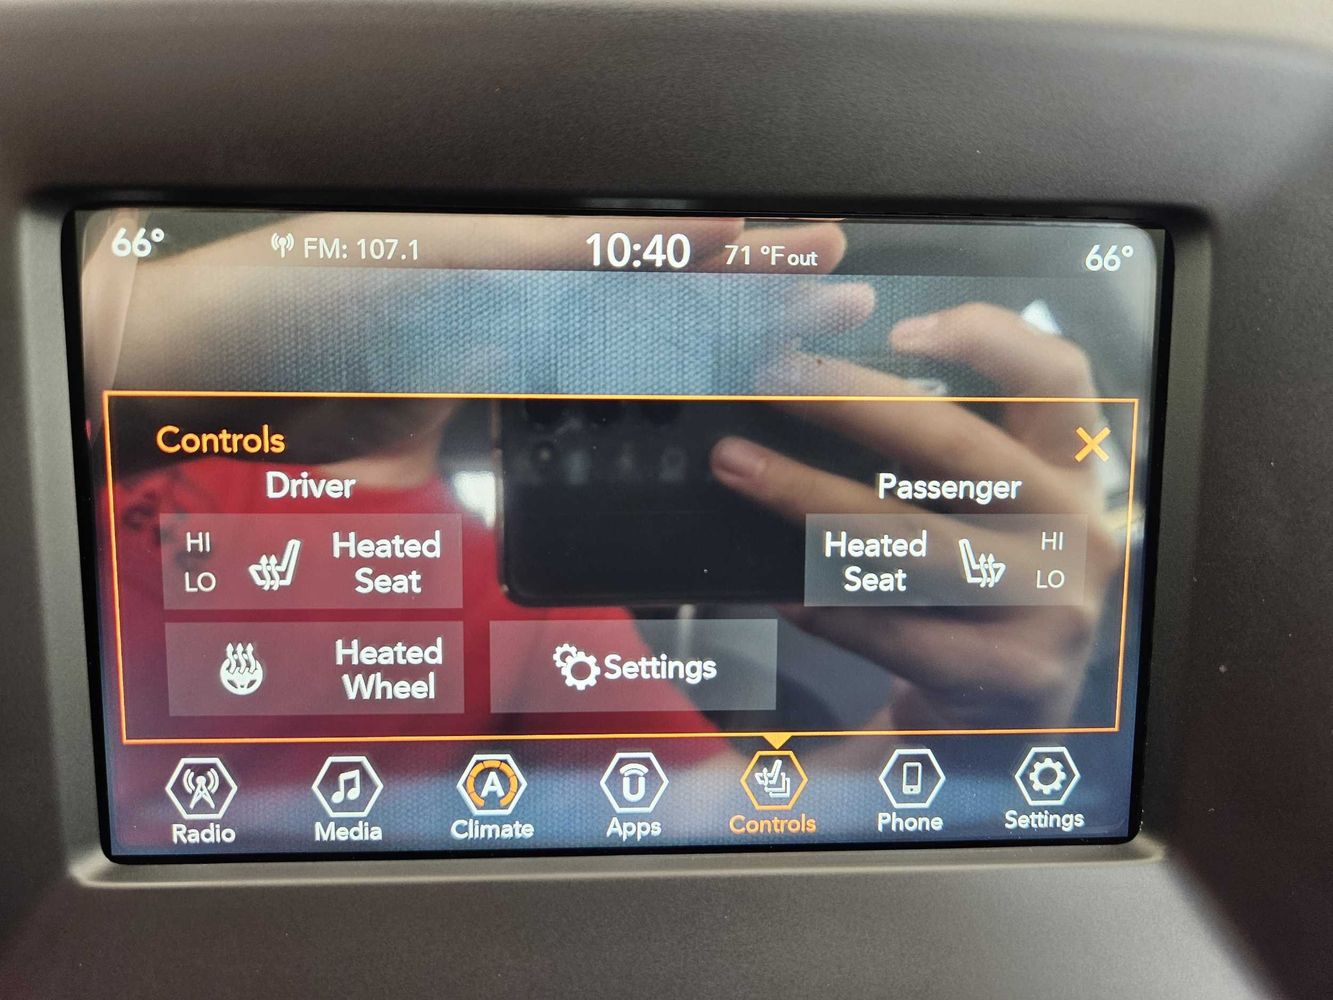 66° FM: 107.1 10:40 71 °F out 66°
Controls
Driver Passenger
HI LO Heated Seat
Heated Seat HI LO
Heated Wheel
Settings
Radio Media A Climate Apps Controls Phone Settings